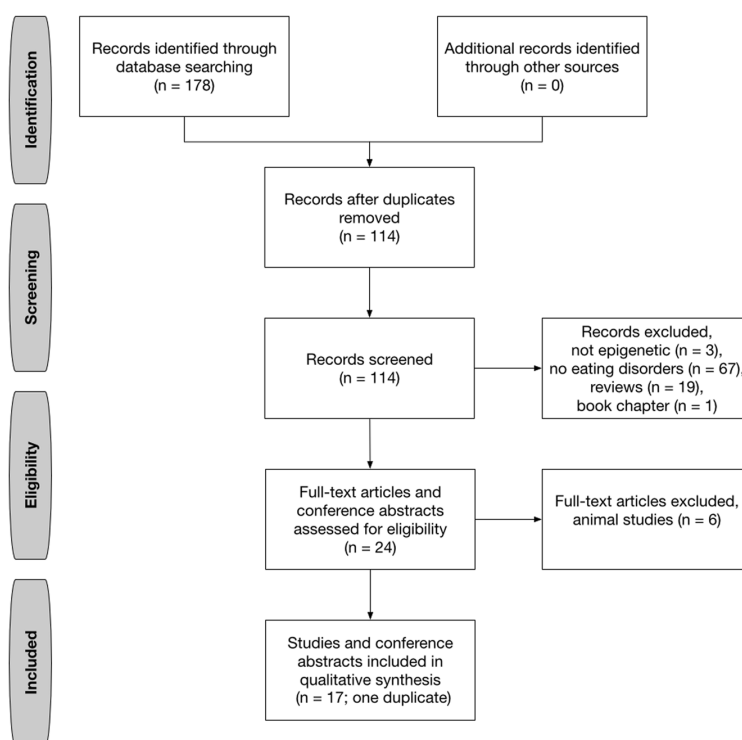 Identification
Records identified through
database searching
(n = 178)
Additional records identified
through other sources
(n = 0)
Records after duplicates
removed
(n = 114)
Screening
Records screened
(n = 114)
Records excluded,
not epigenetic (n = 3),
no eating disorders (n = 67),
reviews (n = 19),
book chapter (n = 1)
Eligibility
Full-text articles and
conference abstracts
assessed for eligibility
(n = 24)
Full-text articles excluded,
animal studies (n = 6)
Included
Studies and conference
abstracts included in
qualitative synthesis
(n = 17; one duplicate)